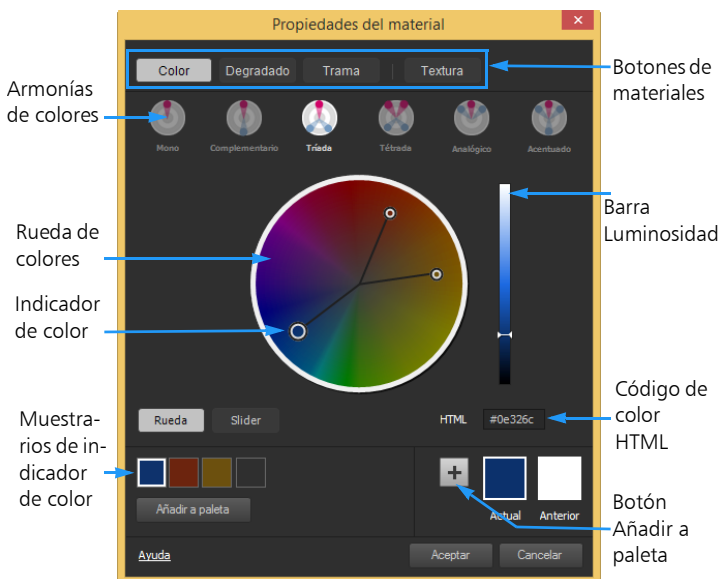 Propiedades del material
Color Degradado Trama Textura
Botones de
materiales
Armonías
de colores
Mono Complementario Tríada Tétrada Analógico Acentuado
Barra
Luminosidad
Rueda de
colores
Indicador
de color
Código de
color
HTML
Rueda Slider
HTML #0e326c
Muestra-
rios de in-
dicador
de color
Añadir a paleta
Actual Anterior
Botón
Añadir a
paleta
Ayuda
Aceptar Cancelar